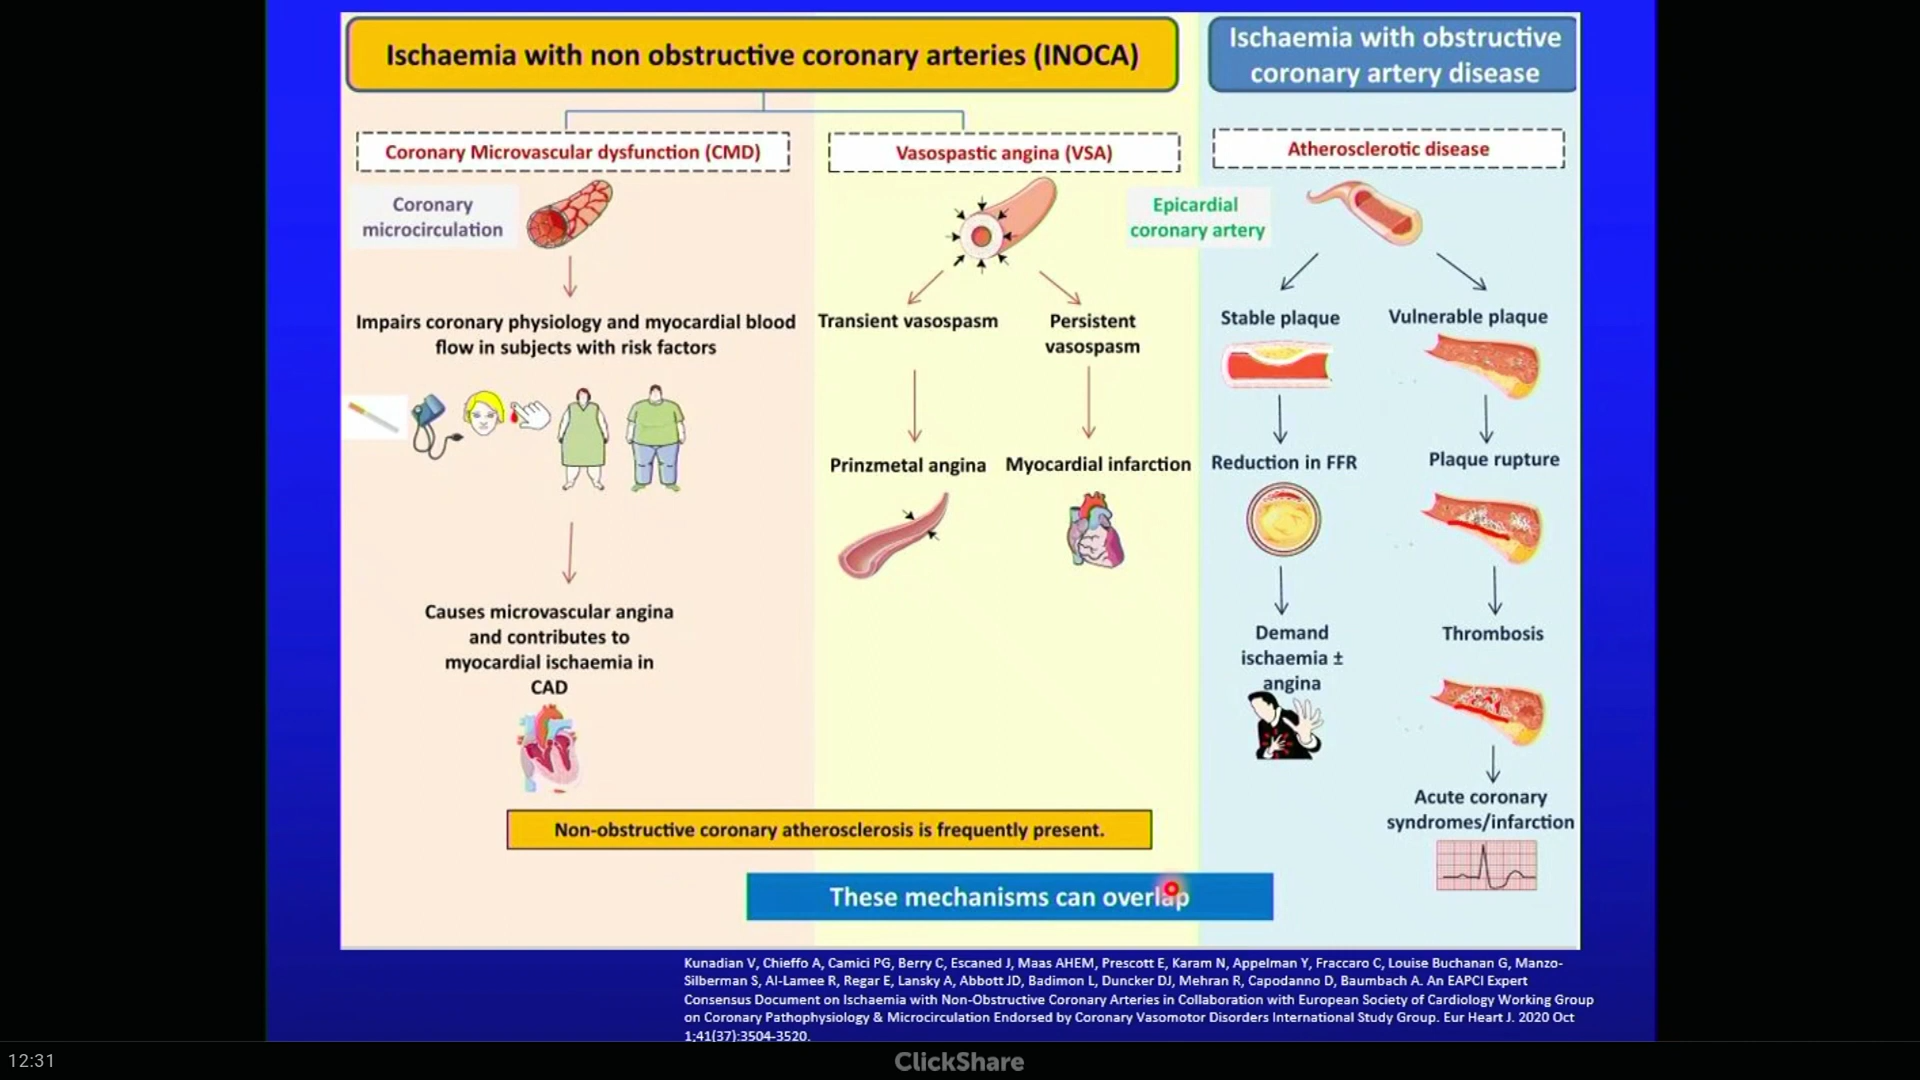 Ischaemia with non obstructive coronary arteries (INOCA)
Ischaemia with obstructive
coronary artery disease
Coronary Microvascular dysfunction (CMD)
Vasospastic angina (VSA)
Atherosclerotic disease
Coronary
microcirculation
Epicardial
coronary artery
Impairs coronary physiology and myocardial blood
flow in subjects with risk factors
Transient vasospasm
Persistent
vasospasm
Stable plaque
Vulnerable plaque
Prinzmetal angina
Myocardial infarction
Reduction in FFR
Plaque rupture
Causes microvascular angina
and contributes to
myocardial ischaemia in
CAD
Demand
ischaemia ±
angina
Thrombosis
Acute coronary
syndromes/infarction
Non-obstructive coronary atherosclerosis is frequently present.
These mechanisms can overlap
Kunadian V, Chieffo A, Camici PG, Berry C, Escaned J, Maas AHEM, Prescott E, Karam N, Appelman Y, Fraccaro C, Louise Buchanan G, Manzo-
Silberman S, Al-Lamee R, Regar E, Lansky A, Abbott JD, Badimon L, Duncker DJ, Mehran R, Capodanno D, Baumbach A. An EAPCI Expert
Consensus Document on Ischaemia with Non-Obstructive Coronary Arteries in Collaboration with European Society of Cardiology Working Group
on Coronary Pathophysiology & Microcirculation Endorsed by Coronary Vasomotor Disorders International Study Group. Eur Heart J. 2020 Oct
1;41(37):3504-3520.
12:31
ClickShare